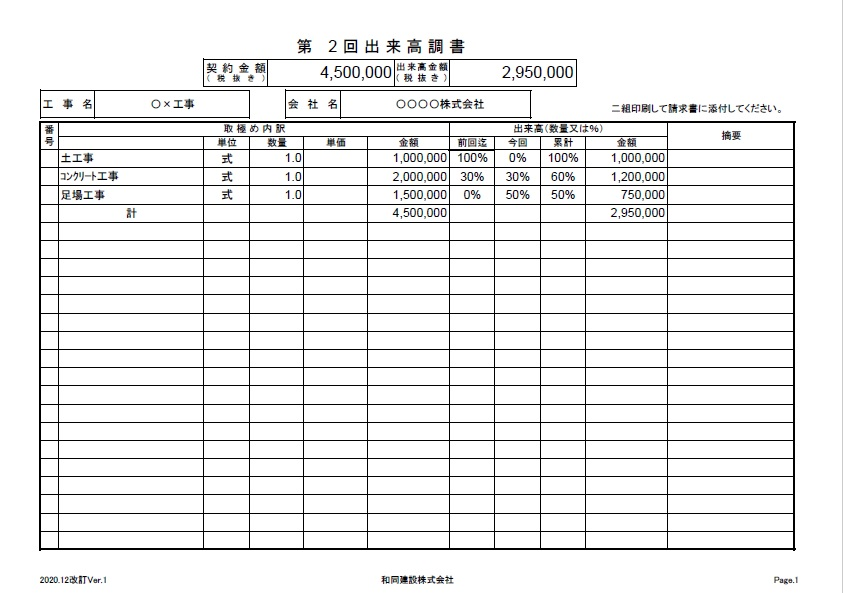 第 2回出来高調書
契約金額 (税抜き) 4,500,000 出来高金額 (税抜き) 2,950,000
工事名 ○×工事 会社名 ○○○○株式会社 二組印刷して請求書に添付してください。
番号 取極め内訳 出来高(数量又は%) 摘要
単位 数量 単価 金額 前回迄 今回 累計 金額
土工事 式 1.0 1,000,000 100% 0% 100% 1,000,000
コンクリート工事 式 1.0 2,000,000 30% 30% 60% 1,200,000
足場工事 式 1.0 1,500,000 0% 50% 50% 750,000
計 4,500,000 2,950,000
2020.12改訂Ver.1 和同建設株式会社 Page.1